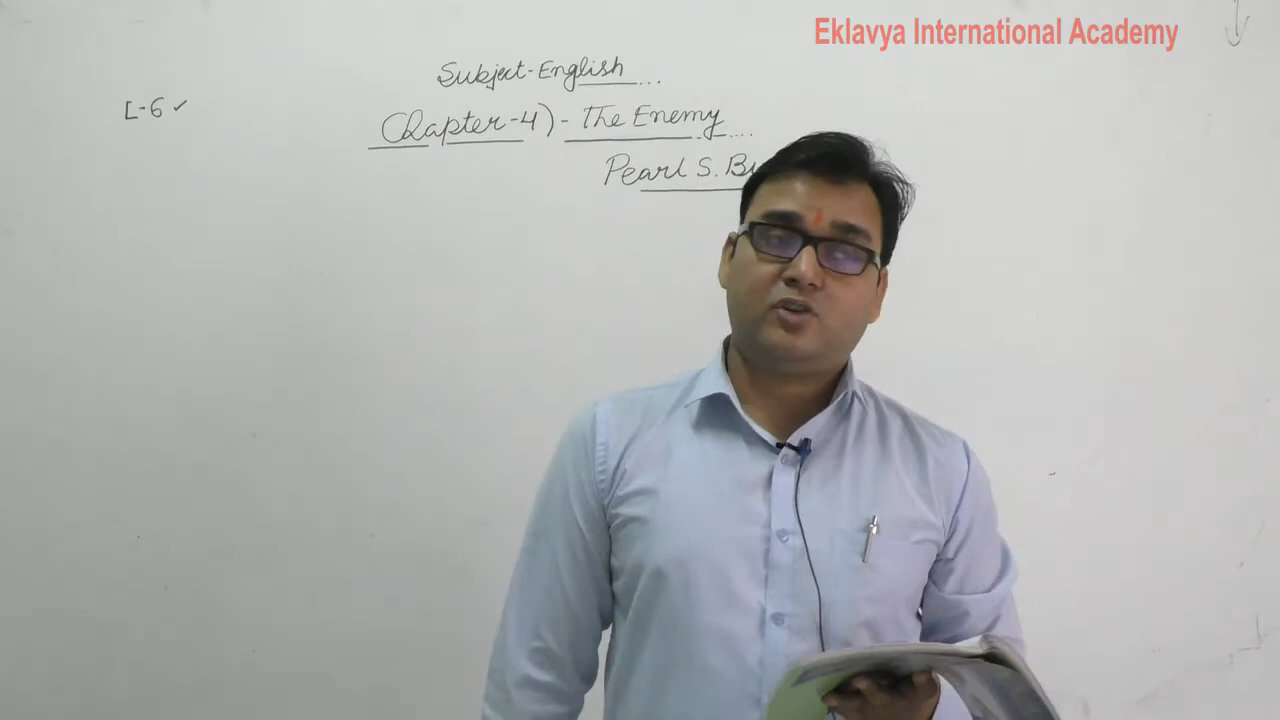 Eklavya International Academy
Subject-English ...
L-6 ✓
Chapter-4) - The Enemy ....
Pearl S.